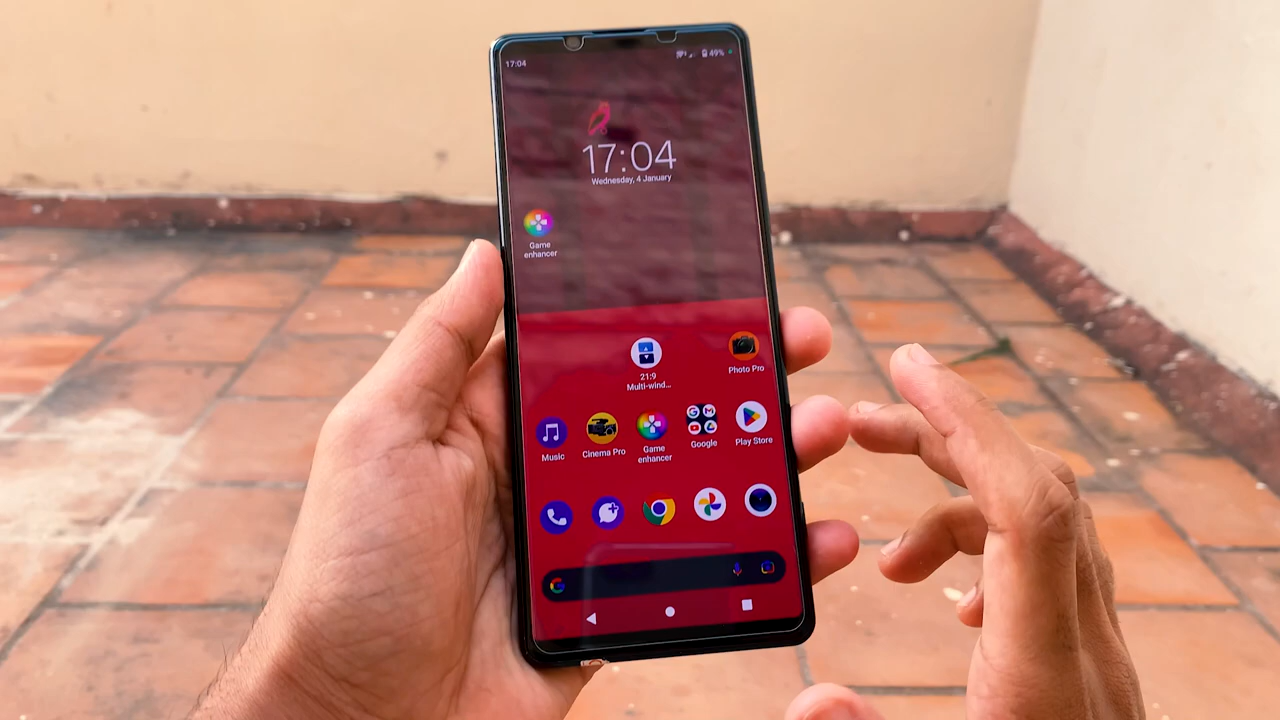 17:04
49%
17:04
Wednesday, 4 January
Game
enhancer
21:9
Multi-wind...
Photo Pro
Music
Cinema Pro
Game
enhancer
Google
Play Store